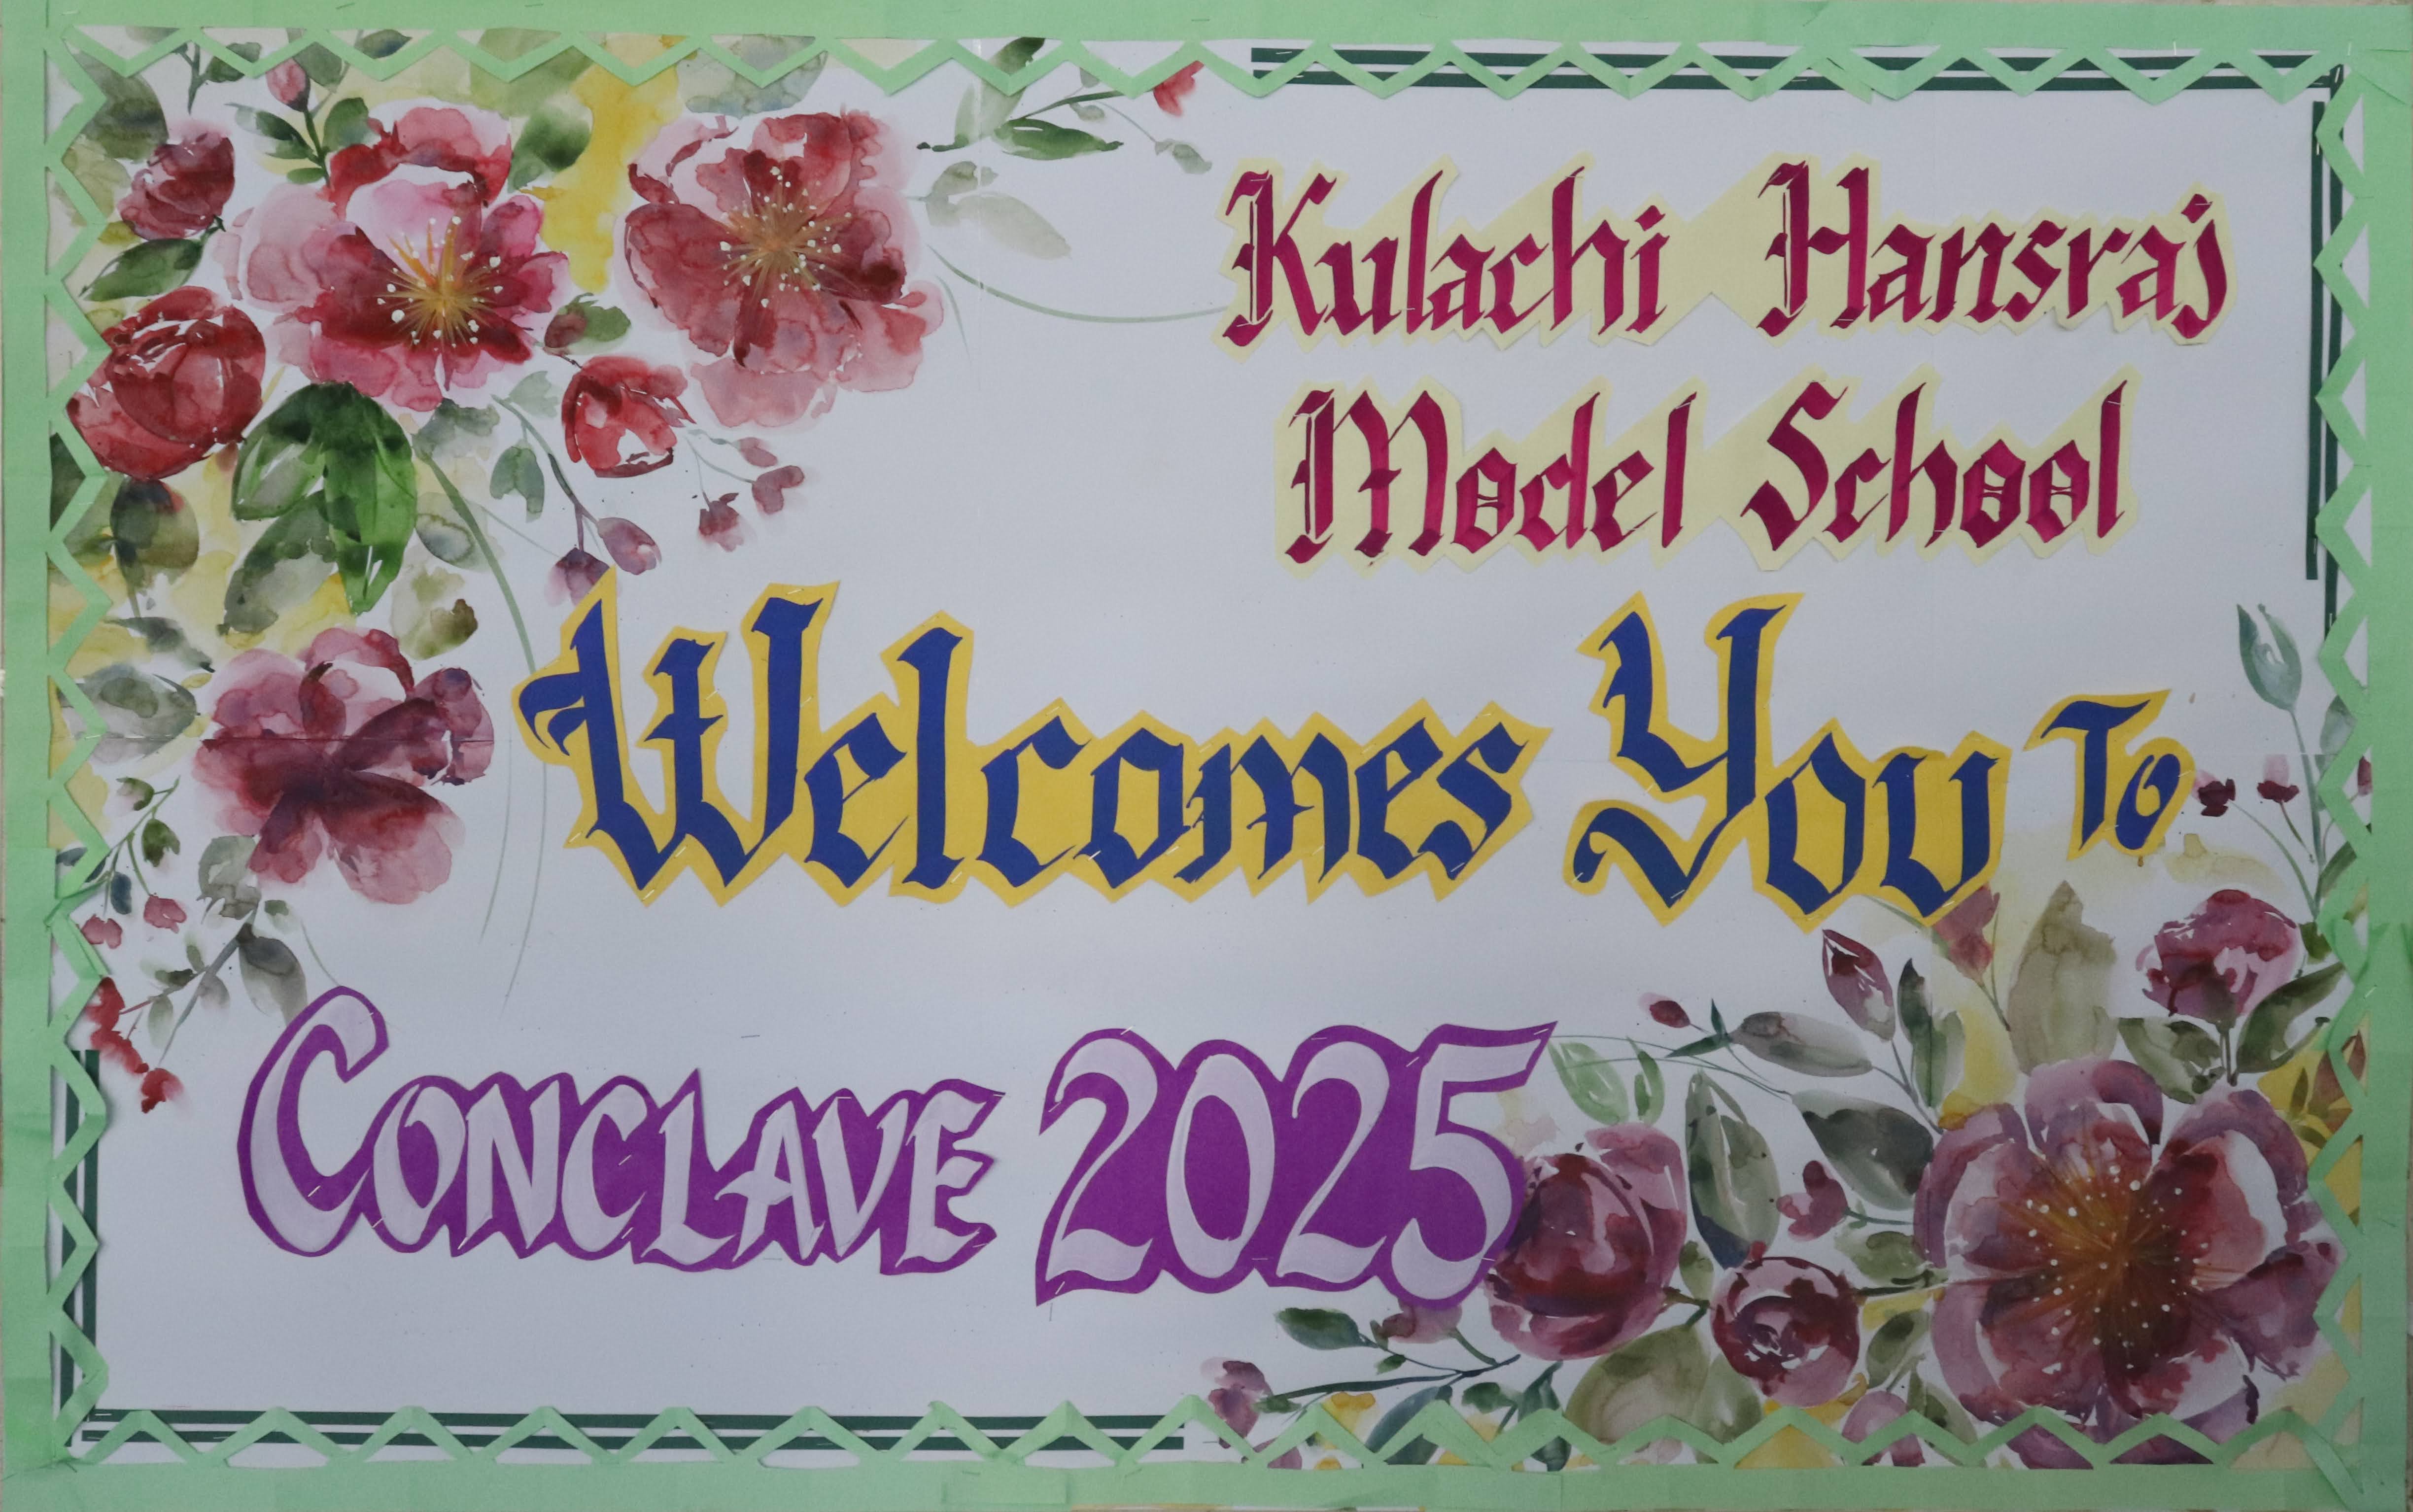 Kulachi Hansraj
Model School
Welcomes You To
CONCLAVE 2025